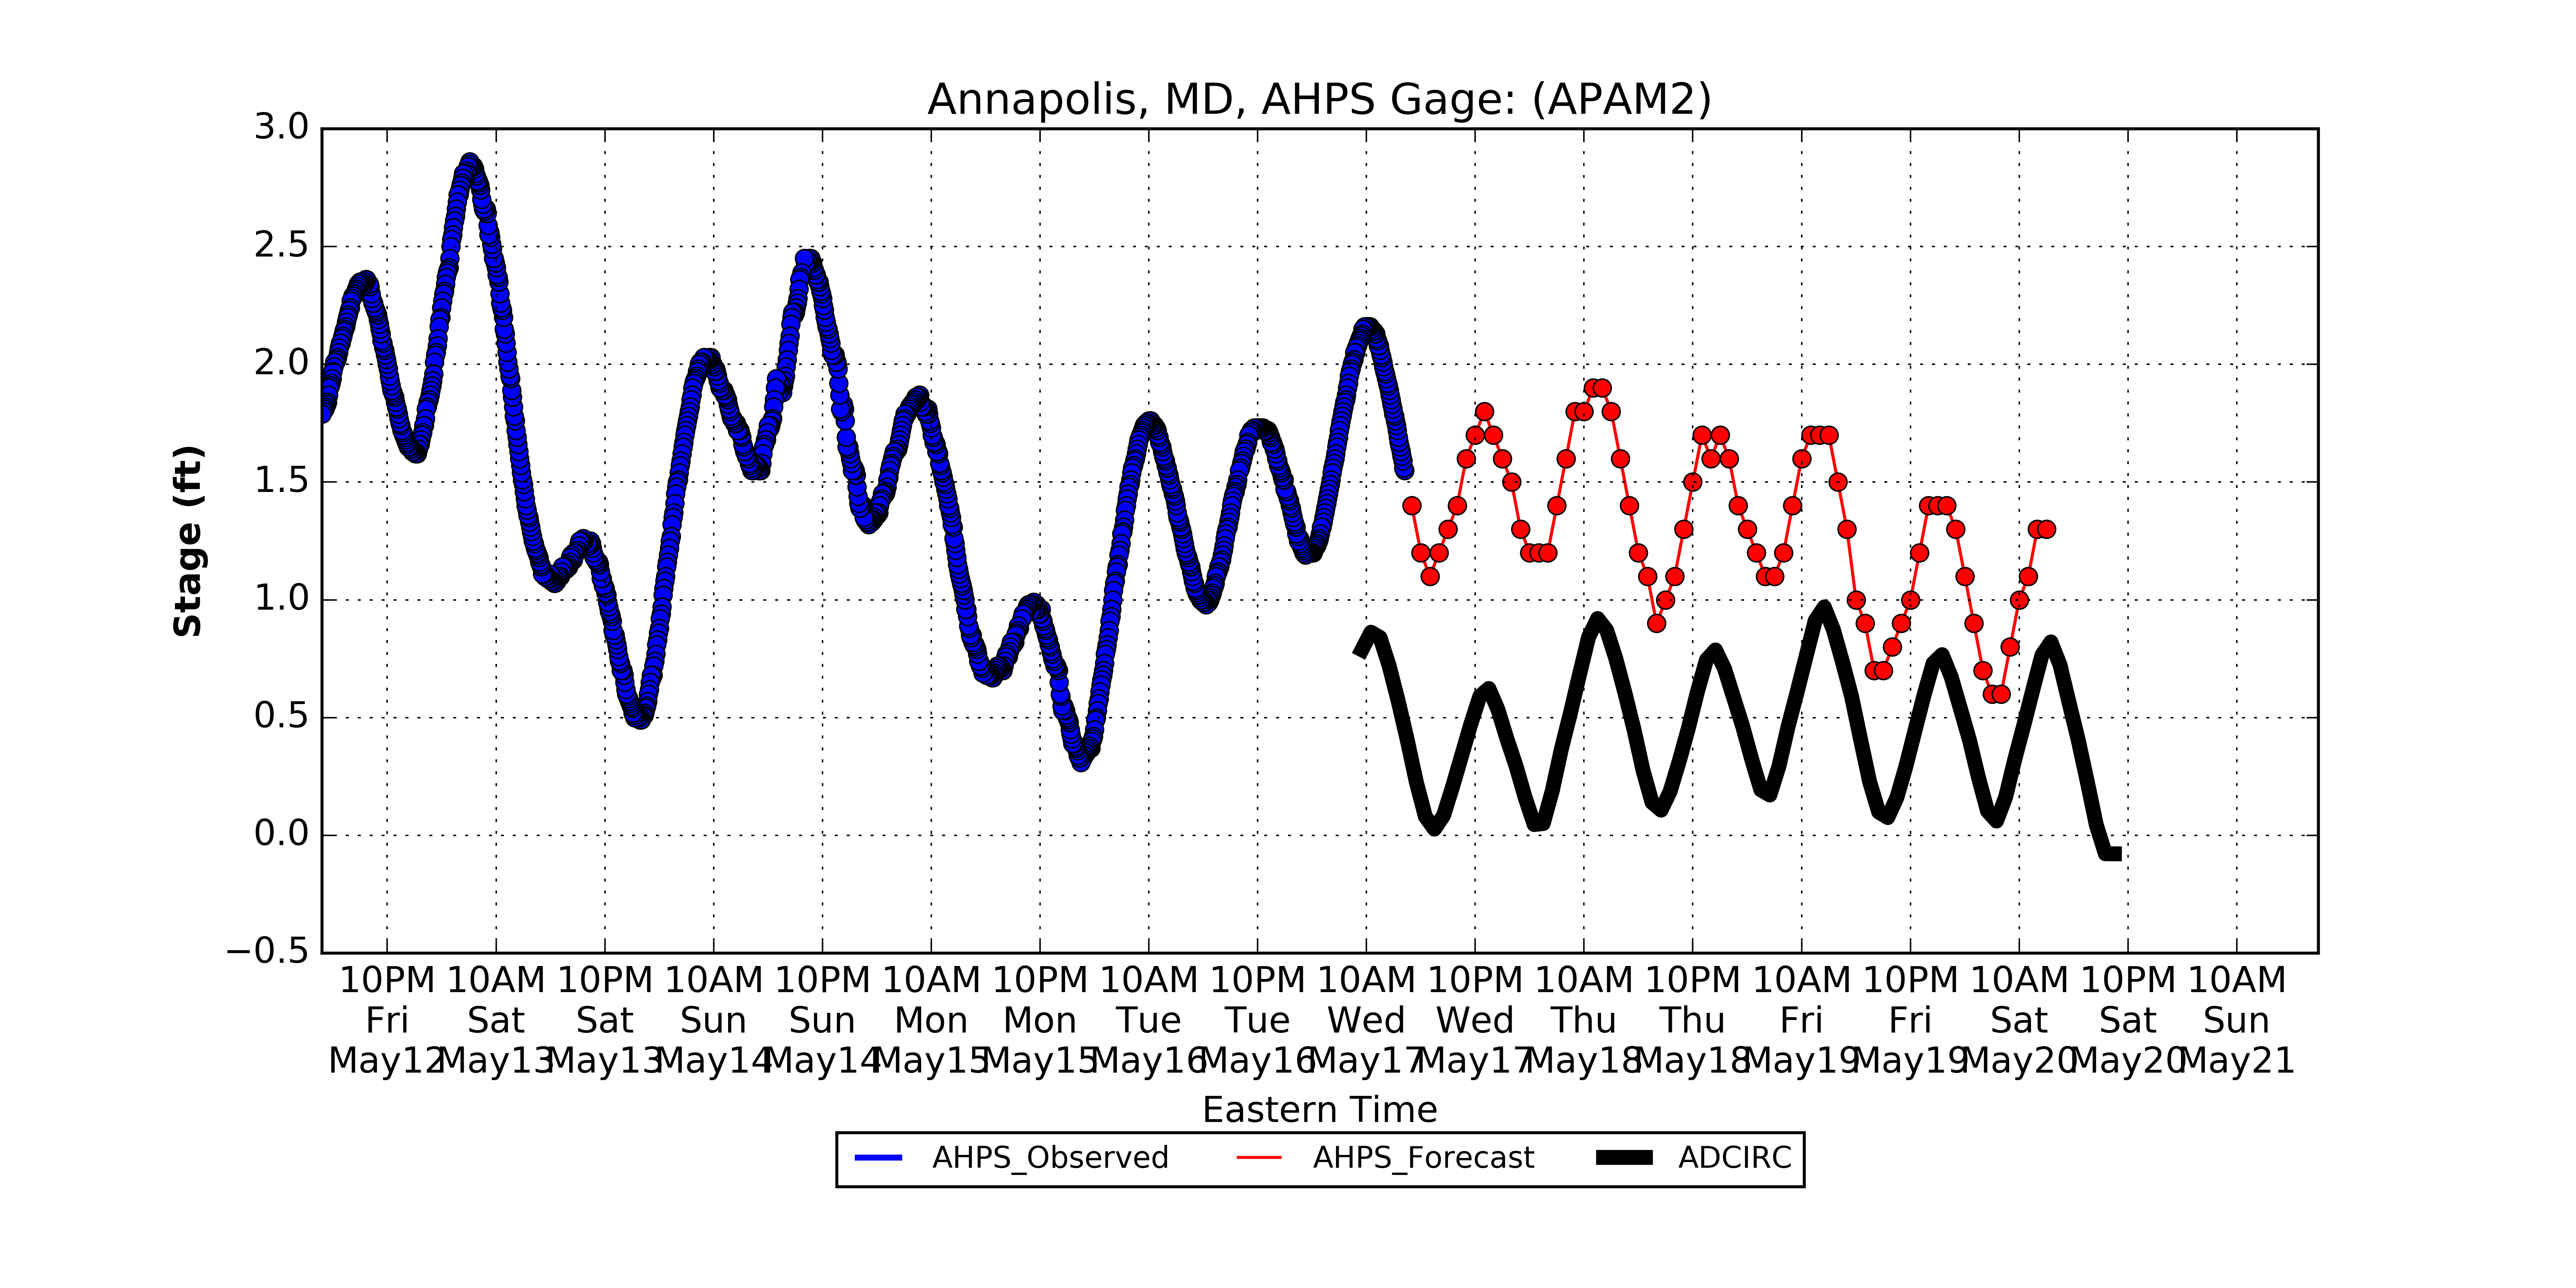 Annapolis, MD, AHPS Gage: (APAM2)
3.0
2.5
2.0
1.5
1.0
0.5
0.0
−0.5
Stage (ft)
10PM 10AM 10PM 10AM 10PM 10AM 10PM 10AM 10PM 10AM 10PM 10AM 10PM 10AM 10PM 10AM 10PM 10AM
Fri Sat Sat Sun Sun Mon Mon Tue Tue Wed Wed Thu Thu Fri Fri Sat Sat Sun
May12 May13 May13 May14 May14 May15 May15 May16 May16 May17 May17 May18 May18 May19 May19 May20 May20 May21
Eastern Time
AHPS_Observed AHPS_Forecast ADCIRC